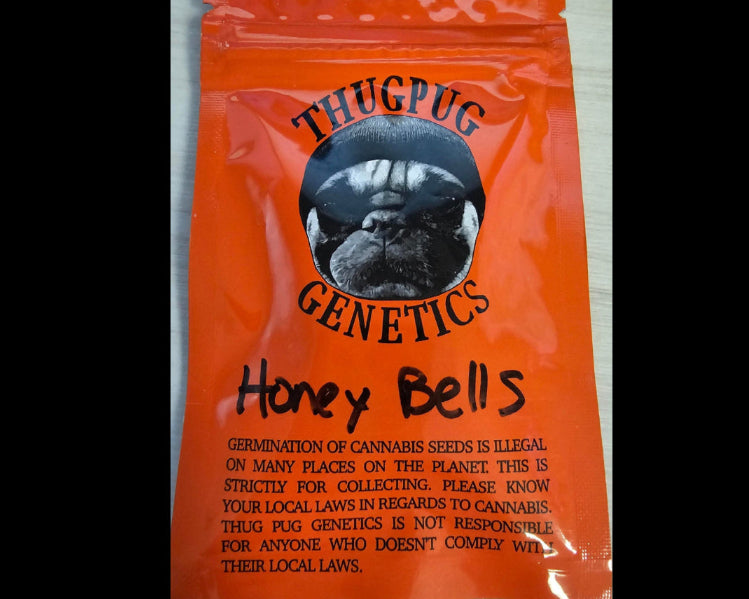 THUGPUG
GENETICS
Honey Bells
GERMINATION OF CANNABIS SEEDS IS ILLEGAL
ON MANY PLACES ON THE PLANET. THIS IS
STRICTLY FOR COLLECTING. PLEASE KNOW
YOUR LOCAL LAWS IN REGARDS TO CANNABIS.
THUG PUG GENETICS IS NOT RESPONSIBLE
FOR ANYONE WHO DOESN'T COMPLY WITH
THEIR LOCAL LAWS.